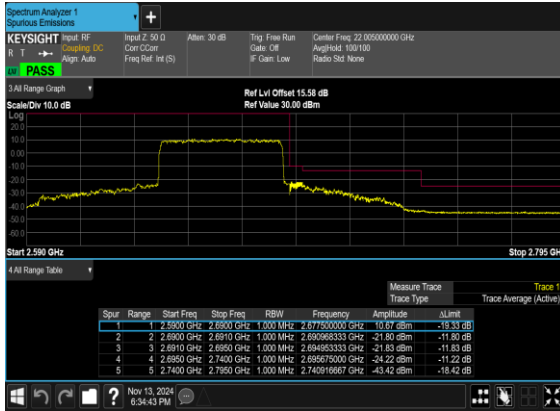 Spectrum Analyzer 1
Spurious Emissions
+
KEYSIGHT Input: RF Input Z: 50 Ω Atten: 30 dB Trig: Free Run Center Freq: 22.005000000 GHz
R T Coupling: DC Corr CCorr Gate: Off Avg|Hold: 100/100
Align: Auto Freq Ref: Int (S) IF Gain: Low Radio Std: None
PASS
3 All Range Graph Ref Lvl Offset 15.58 dB
Scale/Div 10.0 dB Ref Value 30.00 dBm
Log
20.0
10.0
0.00
-10.0
-20.0
-30.0
-40.0
-50.0
-60.0
Start 2.590 GHz Stop 2.795 GH
4 All Range Table
Measure Trace Trace 1
Trace Type Trace Average (Active)
Spur Range Start Freq Stop Freq RBW Frequency Amplitude ΔLimit
1 1 2.5900 GHz 2.6900 GHz 1.000 MHz 2.677500000 GHz 10.67 dBm -19.33 dB
2 2 2.6900 GHz 2.6910 GHz 1.000 MHz 2.690968333 GHz -21.80 dBm -11.80 dB
3 3 2.6910 GHz 2.6950 GHz 1.000 MHz 2.694953333 GHz -21.83 dBm -11.83 dB
4 4 2.6950 GHz 2.7400 GHz 1.000 MHz 2.695675000 GHz -24.22 dBm -11.22 dB
5 5 2.7400 GHz 2.7950 GHz 1.000 MHz 2.740916667 GHz -43.42 dBm -18.42 dB
? Nov 13, 2024
6:34:43 PM